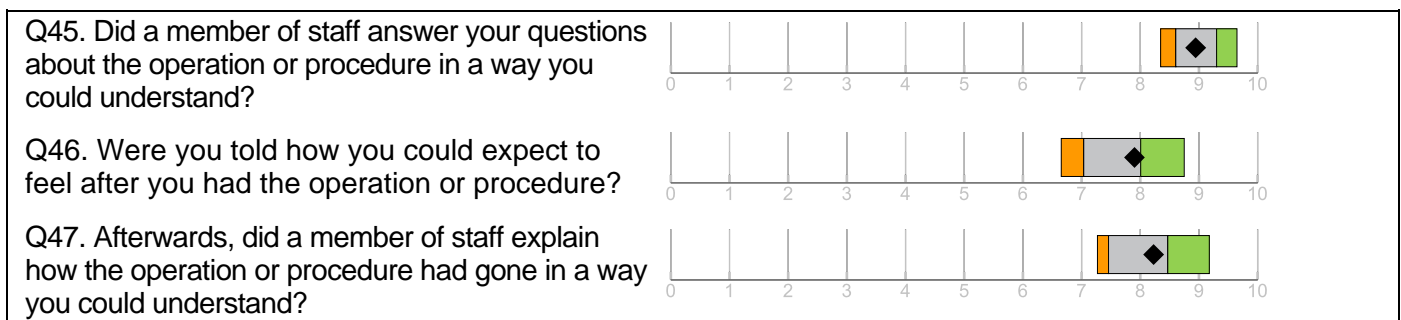 Q45. Did a member of staff answer your questions
about the operation or procedure in a way you
could understand?
0 1 2 3 4 5 6 7 8 9 10
Q46. Were you told how you could expect to
feel after you had the operation or procedure?
0 1 2 3 4 5 6 7 8 9 10
Q47. Afterwards, did a member of staff explain
how the operation or procedure had gone in a way
you could understand?
0 1 2 3 4 5 6 7 8 9 10